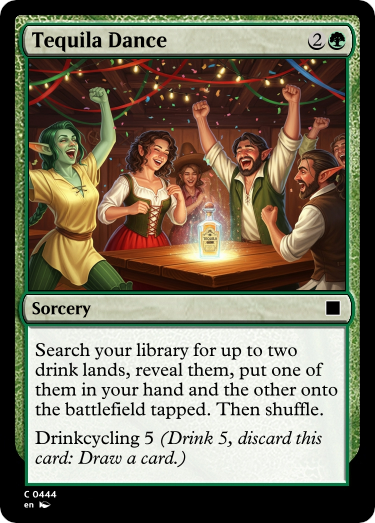 Tequila Dance 2
Sorcery
Search your library for up to two
drink lands, reveal them, put one of
them in your hand and the other onto
the battlefield tapped. Then shuffle.
Drinkcycling 5 (Drink 5, discard this
card: Draw a card.)
C 0444
en